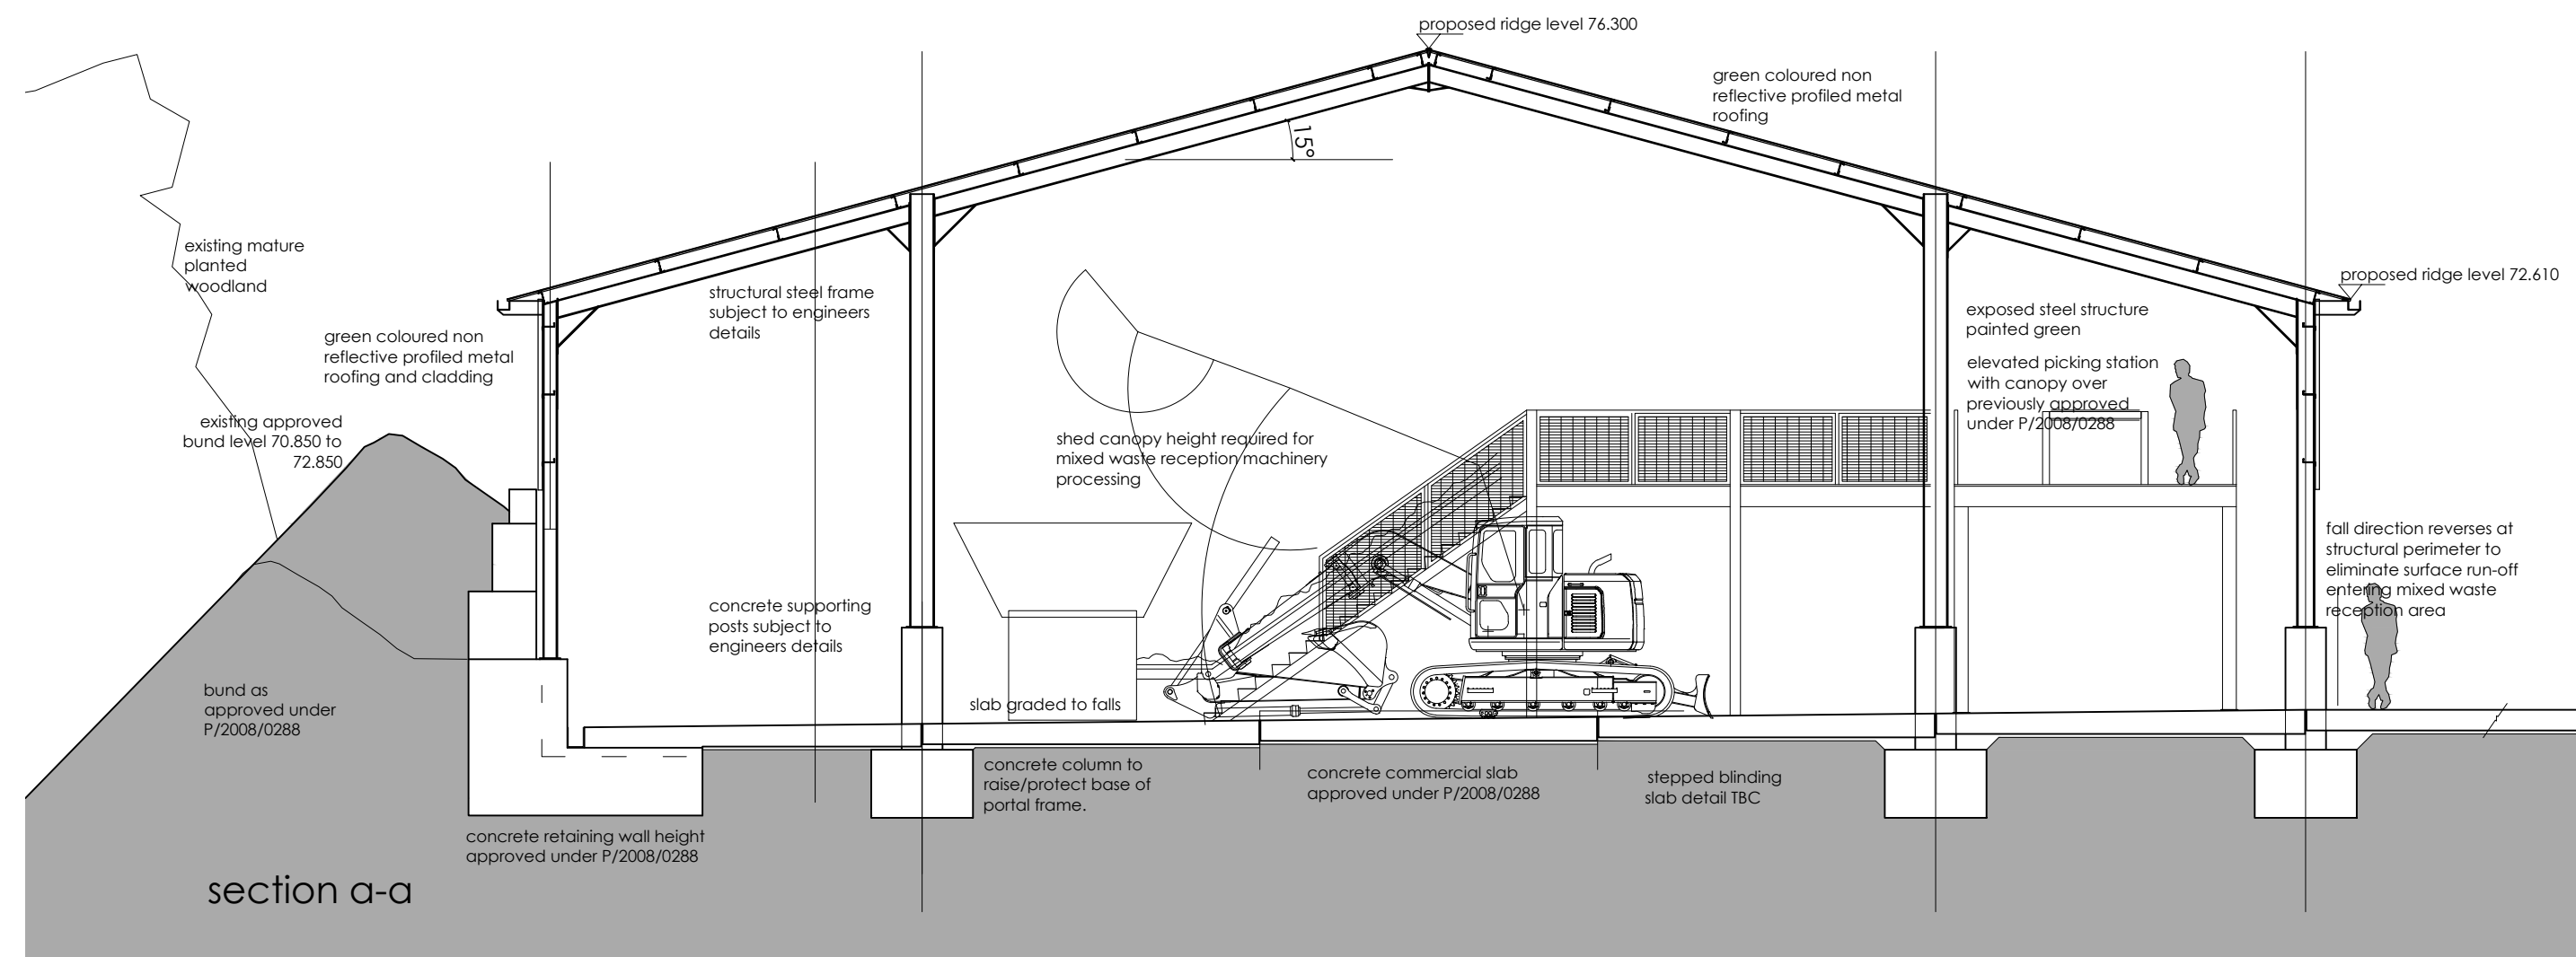 proposed ridge level 76.300
green coloured non
reflective profiled metal
roofing
15°
existing mature
planted
woodland
proposed ridge level 72.610
structural steel frame
subject to engineers
details
exposed steel structure
painted green
green coloured non
reflective profiled metal
roofing and cladding
elevated picking station
with canopy over
previously approved
under P/2008/0288
existing approved
bund level 70.850 to
72.850
shed canopy height required for
mixed waste reception machinery
processing
fall direction reverses at
structural perimeter to
eliminate surface run-off
entering mixed waste
reception area
concrete supporting
posts subject to
engineers details
bund as
approved under
P/2008/0288
slab graded to falls
concrete column to
raise/protect base of
portal frame.
concrete commercial slab
approved under P/2008/0288
stepped blinding
slab detail TBC
concrete retaining wall height
approved under P/2008/0288
section a-a